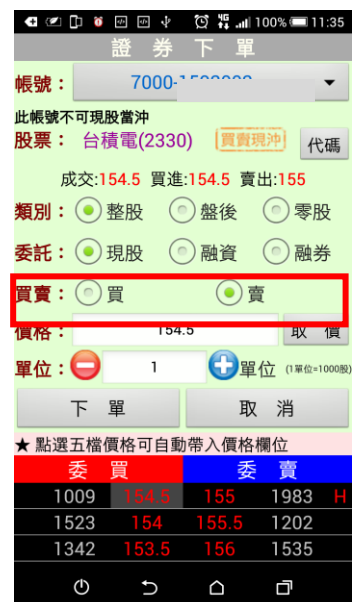 4G 100% 11:35
證 券 下 單
帳號： 7000-
此帳號不可現股當沖
股票： 台積電(2330) 買賣現沖 代碼
成交:154.5 買進:154.5 賣出:155
類別： 整股 盤後 零股
委託： 現股 融資 融券
買賣： 買 賣
價格： 154.5 取 價
單位： 1 單位 (1單位=1000股)
下 單 取 消
★ 點選五檔價格可自動帶入價格欄位
委 買 委 賣
1009 154.5 155 1983 H
1523 154 155.5 1202
1342 153.5 156 1535